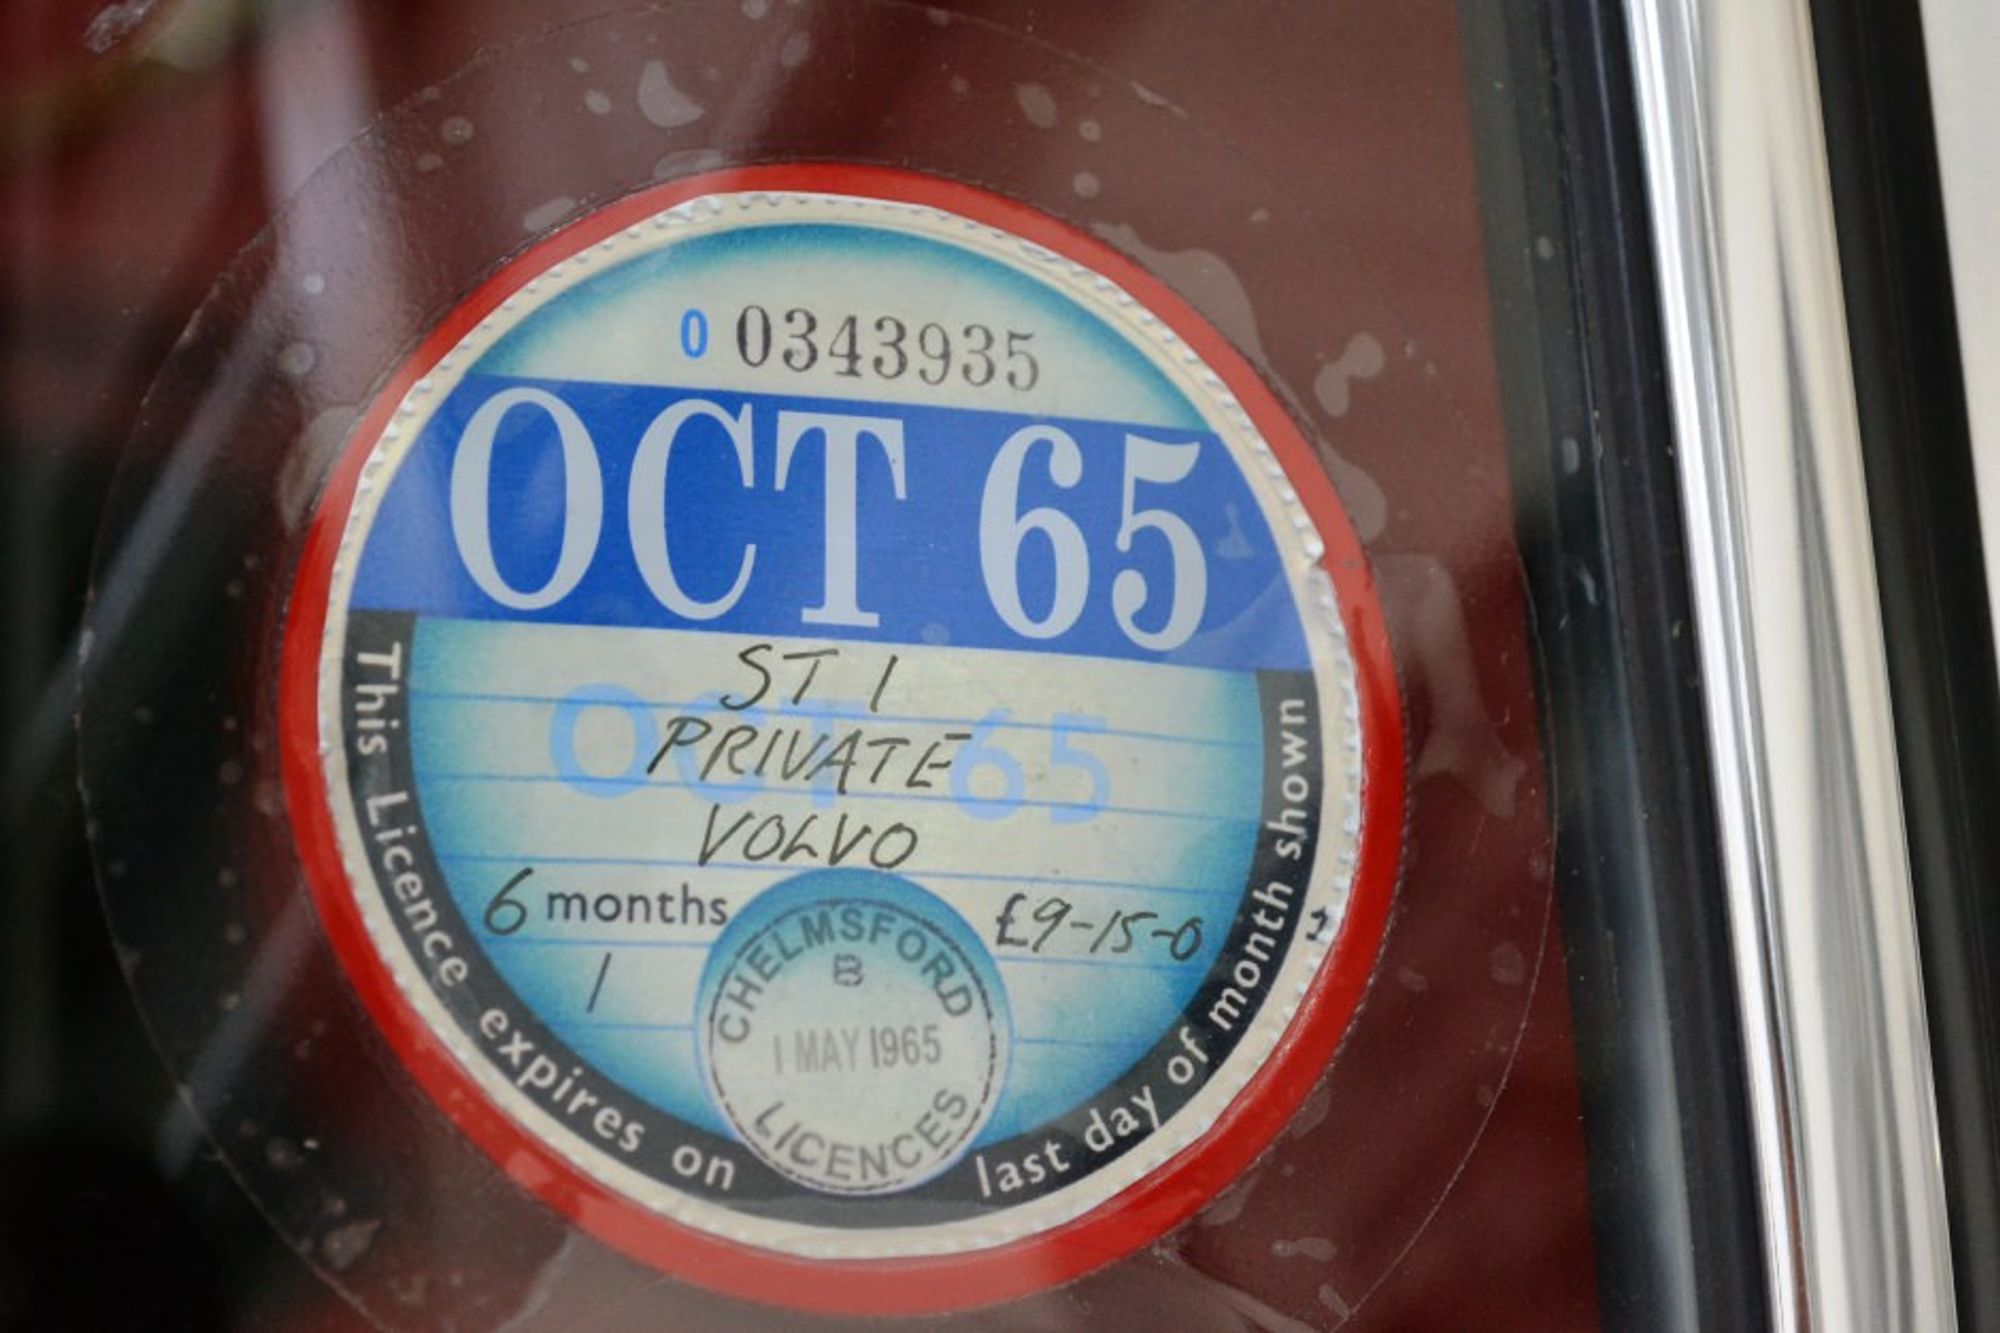 0 0343935
OCT 65
ST 1
PRIVATE
OCT 65
VOLVO
6 months £9-15-0
1
CHELMSFORD
B
1 MAY 1965
LICENCES
This Licence expires on last day of month shown